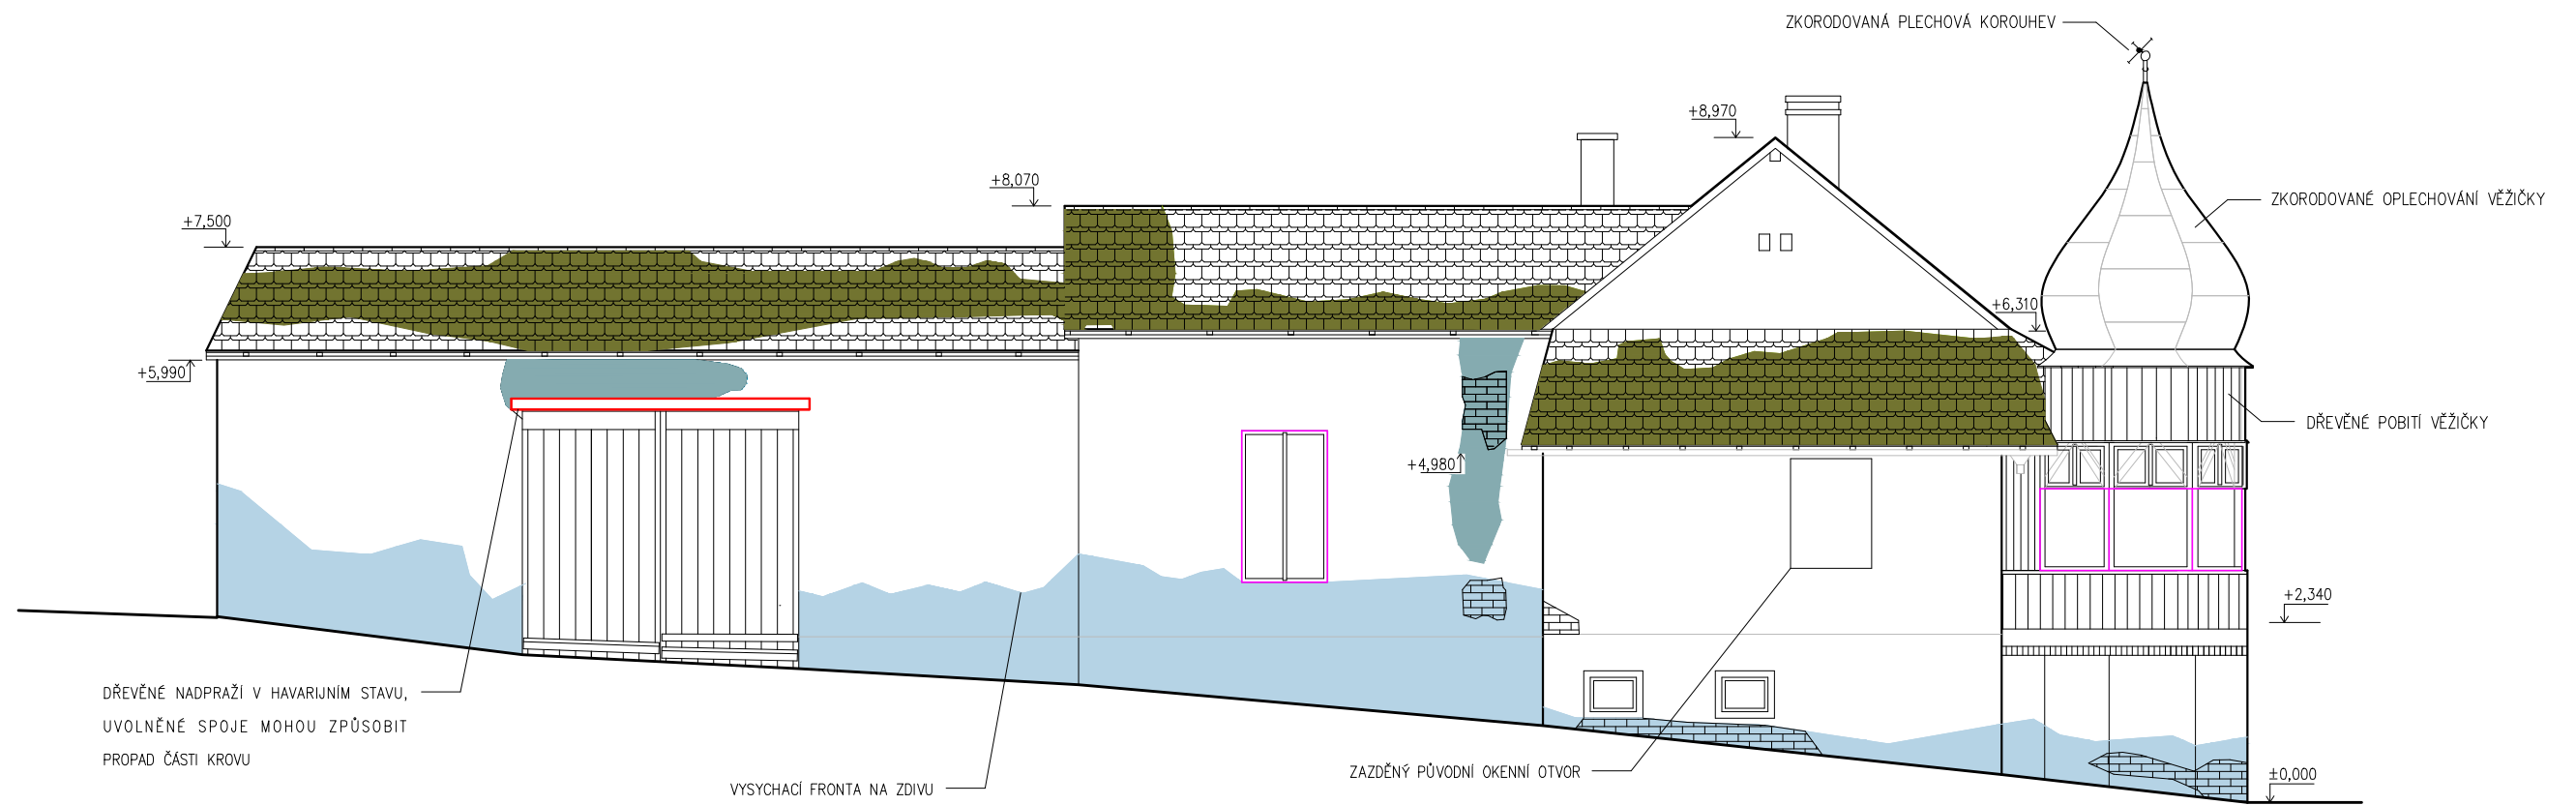 ZKORODOVANÁ PLECHOVÁ KOROUHEV
+8,970
+8,070
ZKORODOVANÉ OPLECHOVÁNÍ VĚŽIČKY
+7,500
+6,310
+5,990
DŘEVĚNÉ POBITÍ VĚŽIČKY
+4,980
+2,340
DŘEVĚNÉ NADPRAŽÍ V HAVARIJNÍM STAVU,
UVOLNĚNÉ SPOJE MOHOU ZPŮSOBIT
PROPAD ČÁSTI KROVU
ZAZDĚNÝ PŮVODNÍ OKENNÍ OTVOR
±0,000
VYSYCHACÍ FRONTA NA ZDIVU